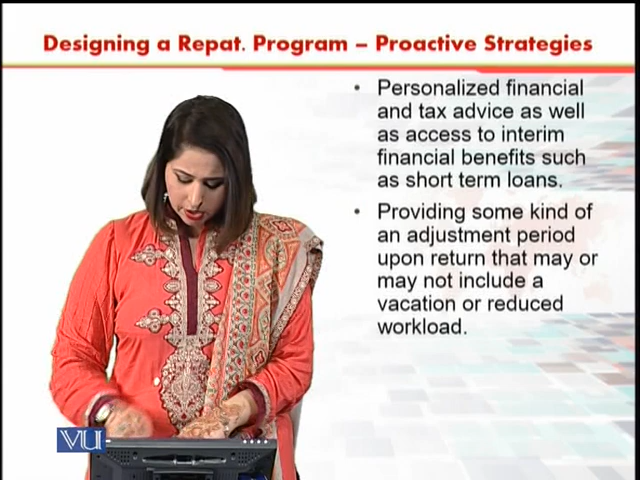 Designing a Repat. Program – Proactive Strategies
• Personalized financial
and tax advice as well
as access to interim
financial benefits such
as short term loans.
• Providing some kind of
an adjustment period
upon return that may or
may not include a
vacation or reduced
workload.
VU